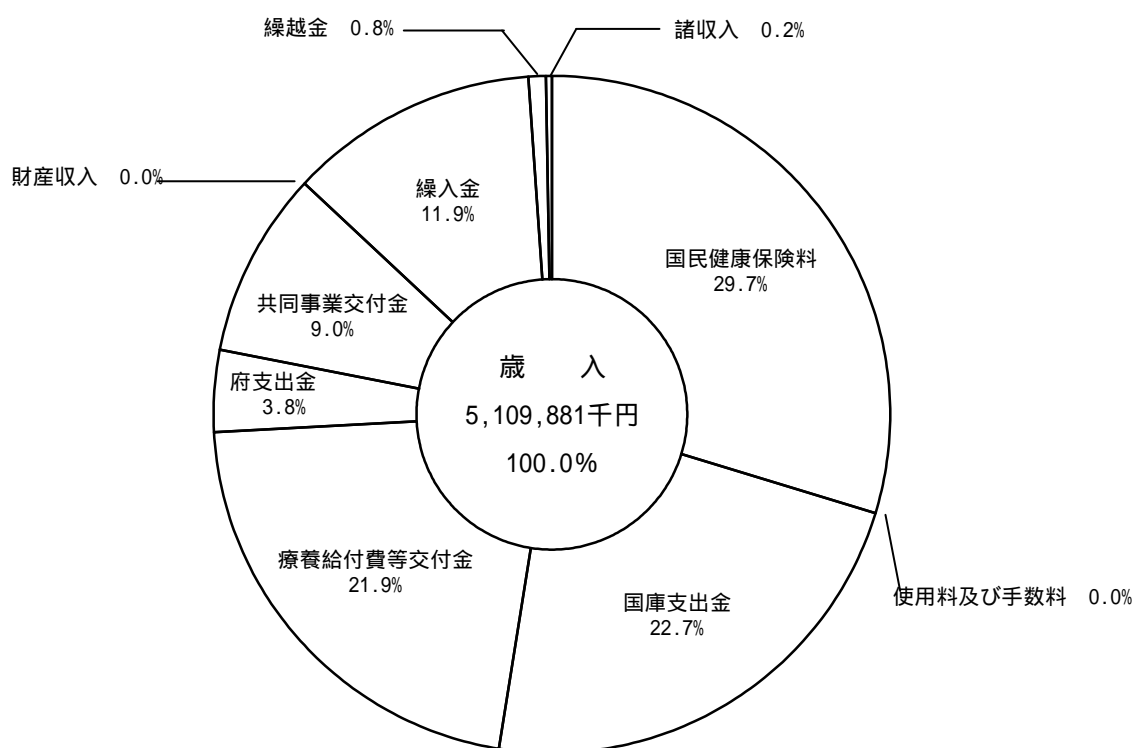 繰越金 0.8%
諸収入 0.2%
財産収入 0.0%
繰入金
11.9%
国民健康保険料
29.7%
共同事業交付金
9.0%
歳 入
5,109,881千円
100.0%
府支出金
3.8%
療養給付費等交付金
21.9%
国庫支出金
22.7%
使用料及び手数料 0.0%